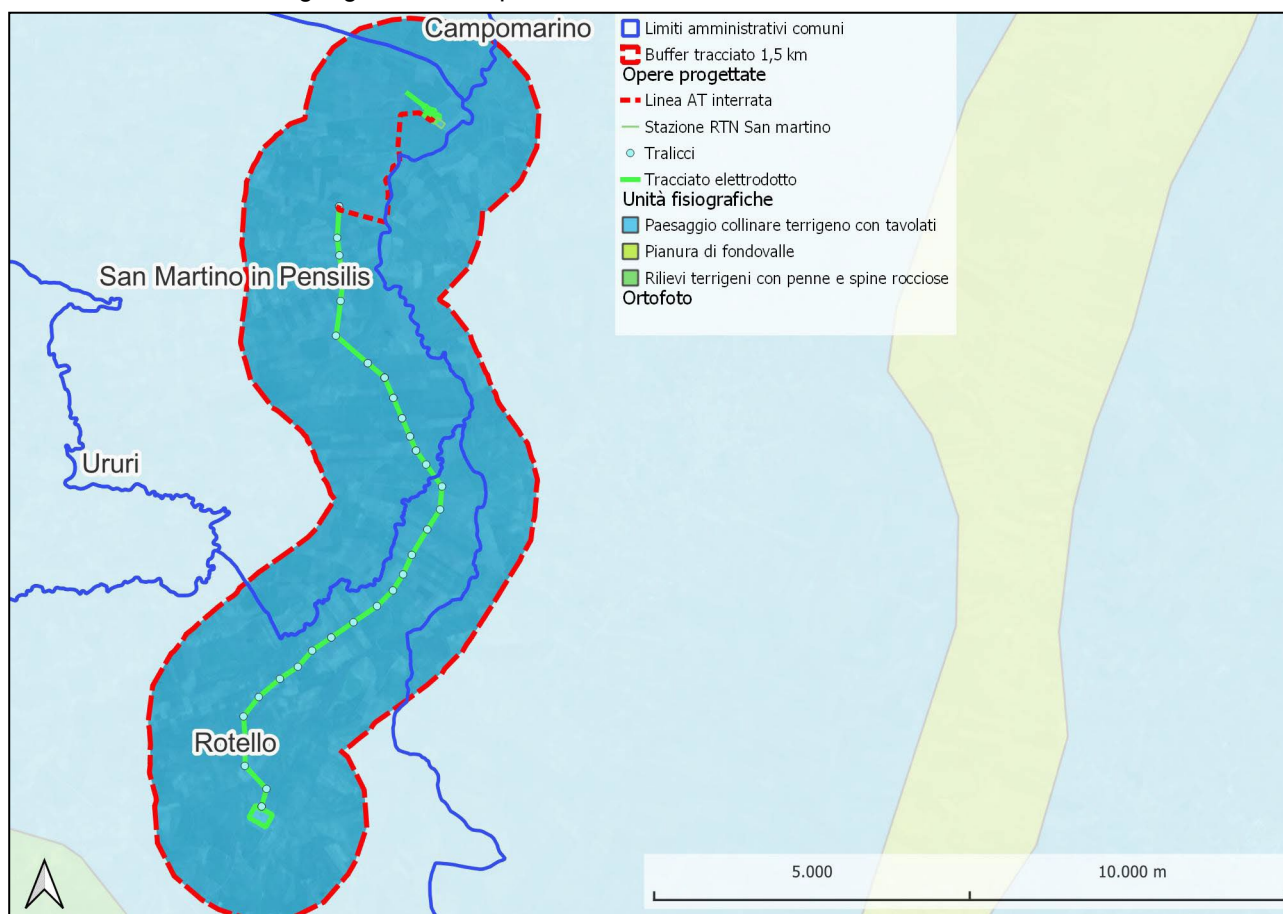 Campomarino
San Martino in Pensilis
Ururi
Rotello
Limiti amministrativi comuni
Buffer tracciato 1,5 km
Opere progettate
Linea AT interrata
Stazione RTN San martino
Tralicci
Tracciato elettrodotto
Unità fisiografiche
Paesaggio collinare terrigeno con tavolati
Pianura di fondovalle
Rilievi terrigeni con penne e spine rocciose
Ortofoto
5.000 10.000 m